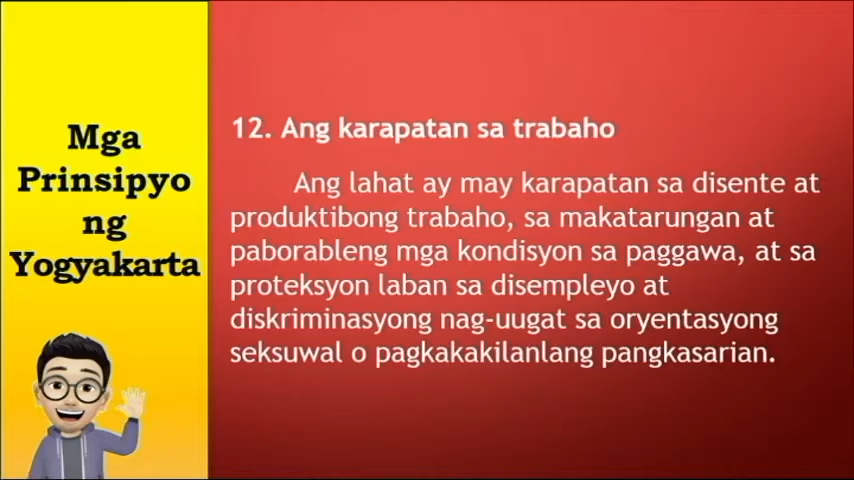 Mga
Prinsipyo
ng
Yogyakarta
12. Ang karapatan sa trabaho
Ang lahat ay may karapatan sa disente at
produktibong trabaho, sa makatarungan at
paborableng mga kondisyon sa paggawa, at sa
proteksyon laban sa disempleyo at
diskriminasyong nag-uugat sa oryentasyong
seksuwal o pagkakakilanlang pangkasarian.